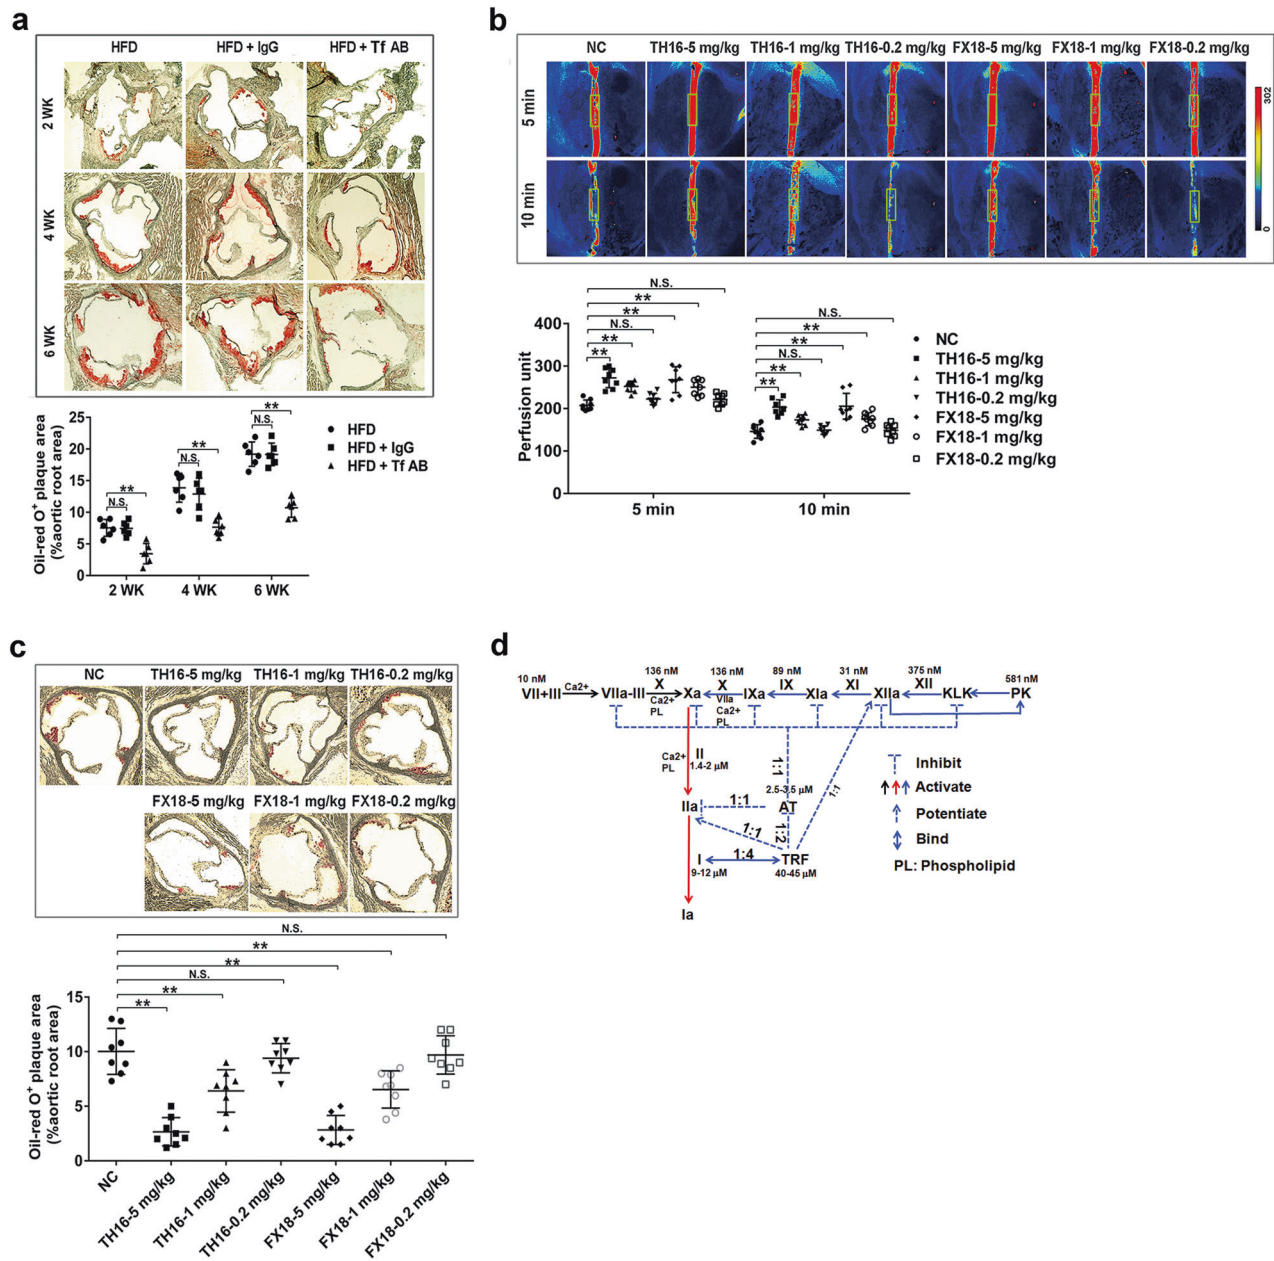 a
HFD
HFD + IgG
HFD + Tf AB
2 WK
4 WK
6 WK
Oil-red O⁺ plaque area
(%aortic root area)
25
20
15
10
5
0
**
N.S.
**
N.S.
**
N.S.
HFD
HFD + IgG
HFD + Tf AB
2 WK
4 WK
6 WK
b
NC
TH16-5 mg/kg
TH16-1 mg/kg
TH16-0.2 mg/kg
FX18-5 mg/kg
FX18-1 mg/kg
FX18-0.2 mg/kg
5 min
10 min
302
0
N.S.
**
**
N.S.
**
**
N.S.
**
**
N.S.
**
**
Perfusion unit
400
300
200
100
0
5 min
10 min
NC
TH16-5 mg/kg
TH16-1 mg/kg
TH16-0.2 mg/kg
FX18-5 mg/kg
FX18-1 mg/kg
FX18-0.2 mg/kg
c
NC
TH16-5 mg/kg
TH16-1 mg/kg
TH16-0.2 mg/kg
FX18-5 mg/kg
FX18-1 mg/kg
FX18-0.2 mg/kg
N.S.
**
**
N.S.
**
**
Oil-red O⁺ plaque area
(%aortic root area)
15
10
5
0
NC
TH16-5 mg/kg
TH16-1 mg/kg
TH16-0.2 mg/kg
FX18-5 mg/kg
FX18-1 mg/kg
FX18-0.2 mg/kg
d
10 nM
136 nM
136 nM
89 nM
31 nM
375 nM
581 nM
VII+III
Ca2+
VIIa-III
X
Xa
X
IXa
IX
XIa
XI
XIIa
XII
KLK
PK
Ca2+
PL
VIIa
Ca2+
PL
Ca2+
PL
II
1.4-2 μM
1:1
2.5-3.5 μM
1:1
IIa
1:1
AT
1:1
1:2
I
1:4
TRF
9-12 μM
40-45 μM
Ia
Inhibit
Activate
Potentiate
Bind
PL: Phospholipid